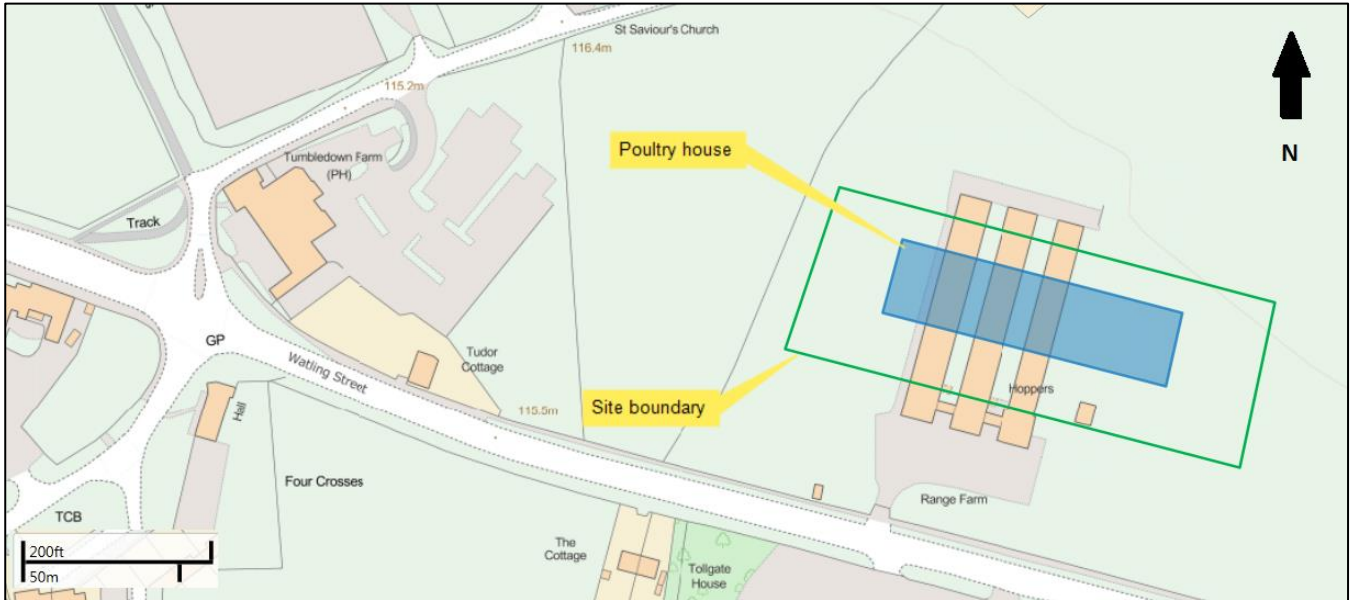 St Saviour's Church
116.4m
115.2m
N
Poultry house
Tumbledown Farm
(PH)
Track
GP
Watling Street
Tudor
Cottage
Hall
115.5m
Site boundary
Hoppers
Four Crosses
Range Farm
TCB
The
Cottage
Tollgate
House
200ft
50m